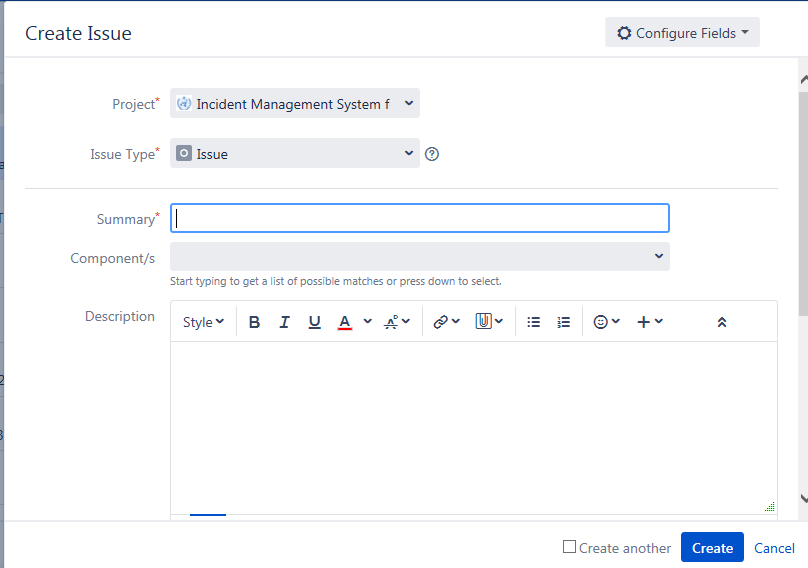 Create Issue
Configure Fields
Project*
Incident Management System f
Issue Type*
Issue
Summary*
Component/s
Start typing to get a list of possible matches or press down to select.
Description
Style
B I U A
Create another
Create
Cancel